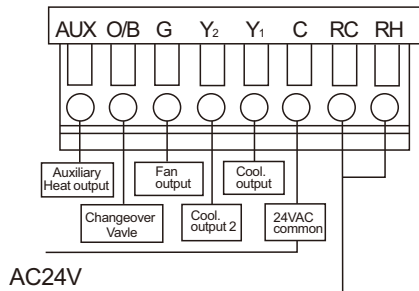 AUX O/B G Y2 Y1 C RC RH
Auxiliary
Heat output
Fan
output
Cool.
output
Changeover
Vavle
Cool.
output 2
24VAC
common
AC24V